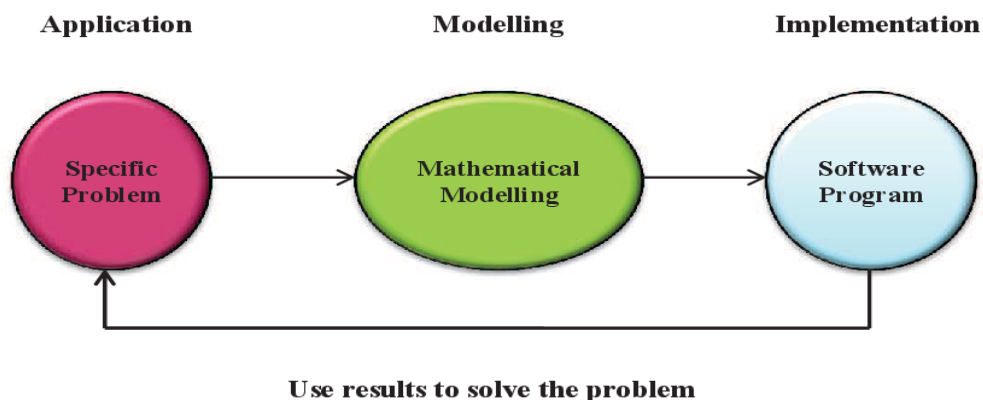 Application
Modelling
Implementation
Specific
Problem
Mathematical
Modelling
Software
Program
Use results to solve the problem